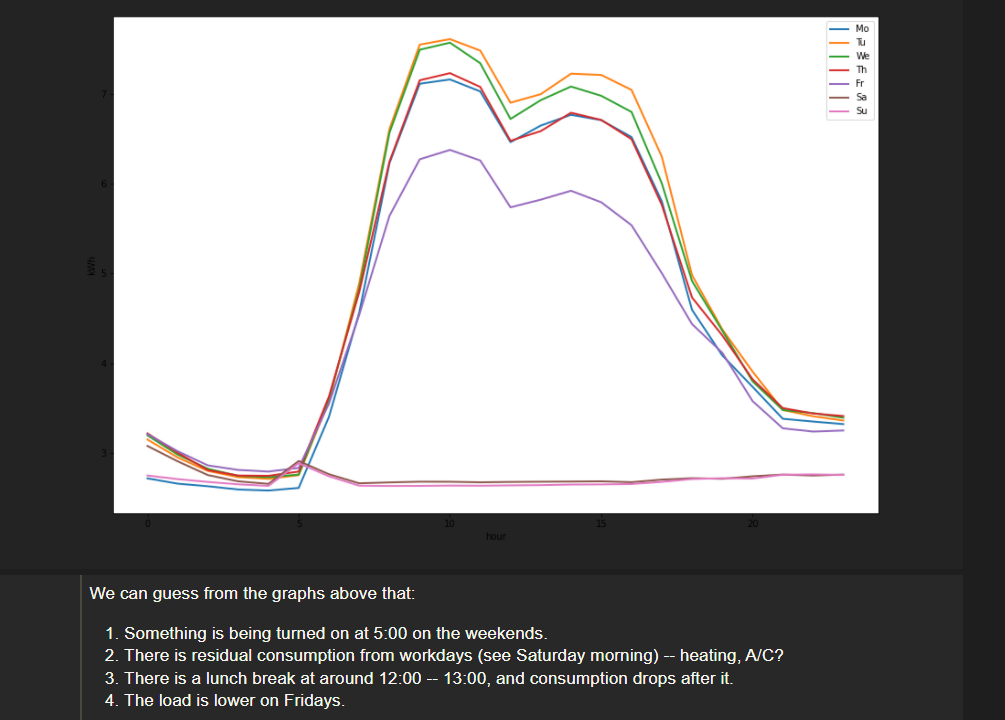 Mo
Tu
We
Th
Fr
Sa
Su
7
6
5
4
3
kWh
0 5 10 15 20
hour
We can guess from the graphs above that:
1. Something is being turned on at 5:00 on the weekends.
2. There is residual consumption from workdays (see Saturday morning) -- heating, A/C?
3. There is a lunch break at around 12:00 -- 13:00, and consumption drops after it.
4. The load is lower on Fridays.